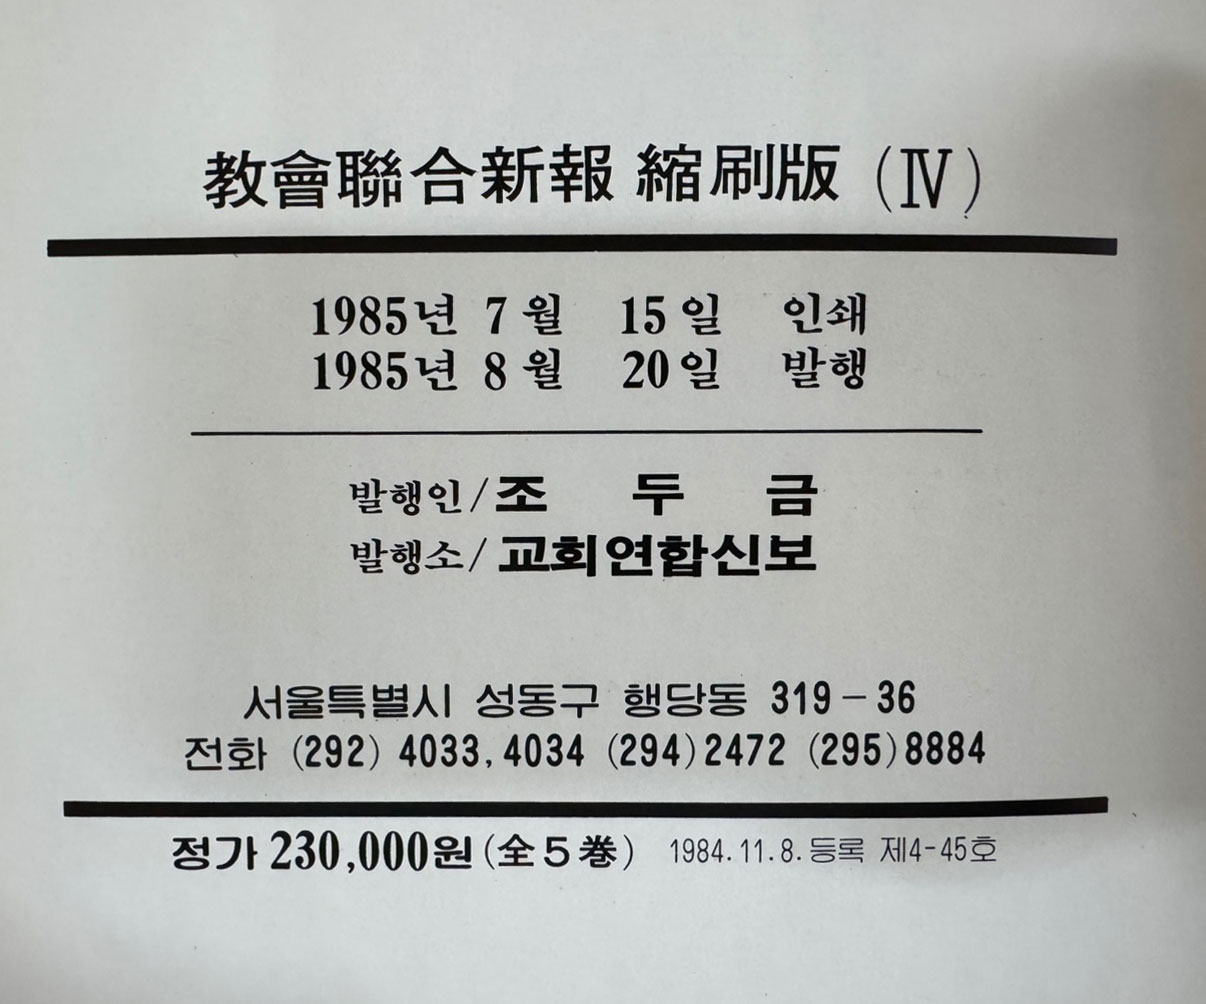 教會聯合新報 縮刷版 (Ⅳ)
1985년 7월 15일 인쇄
1985년 8월 20일 발행
발행인/조 두 금
발행소/교회연합신보
서울특별시 성동구 행당동 319-36
전화 (292) 4033, 4034 (294)2472 (295)8884
정가 230,000원(全5巻) 1984.11.8.등록 제4-45호